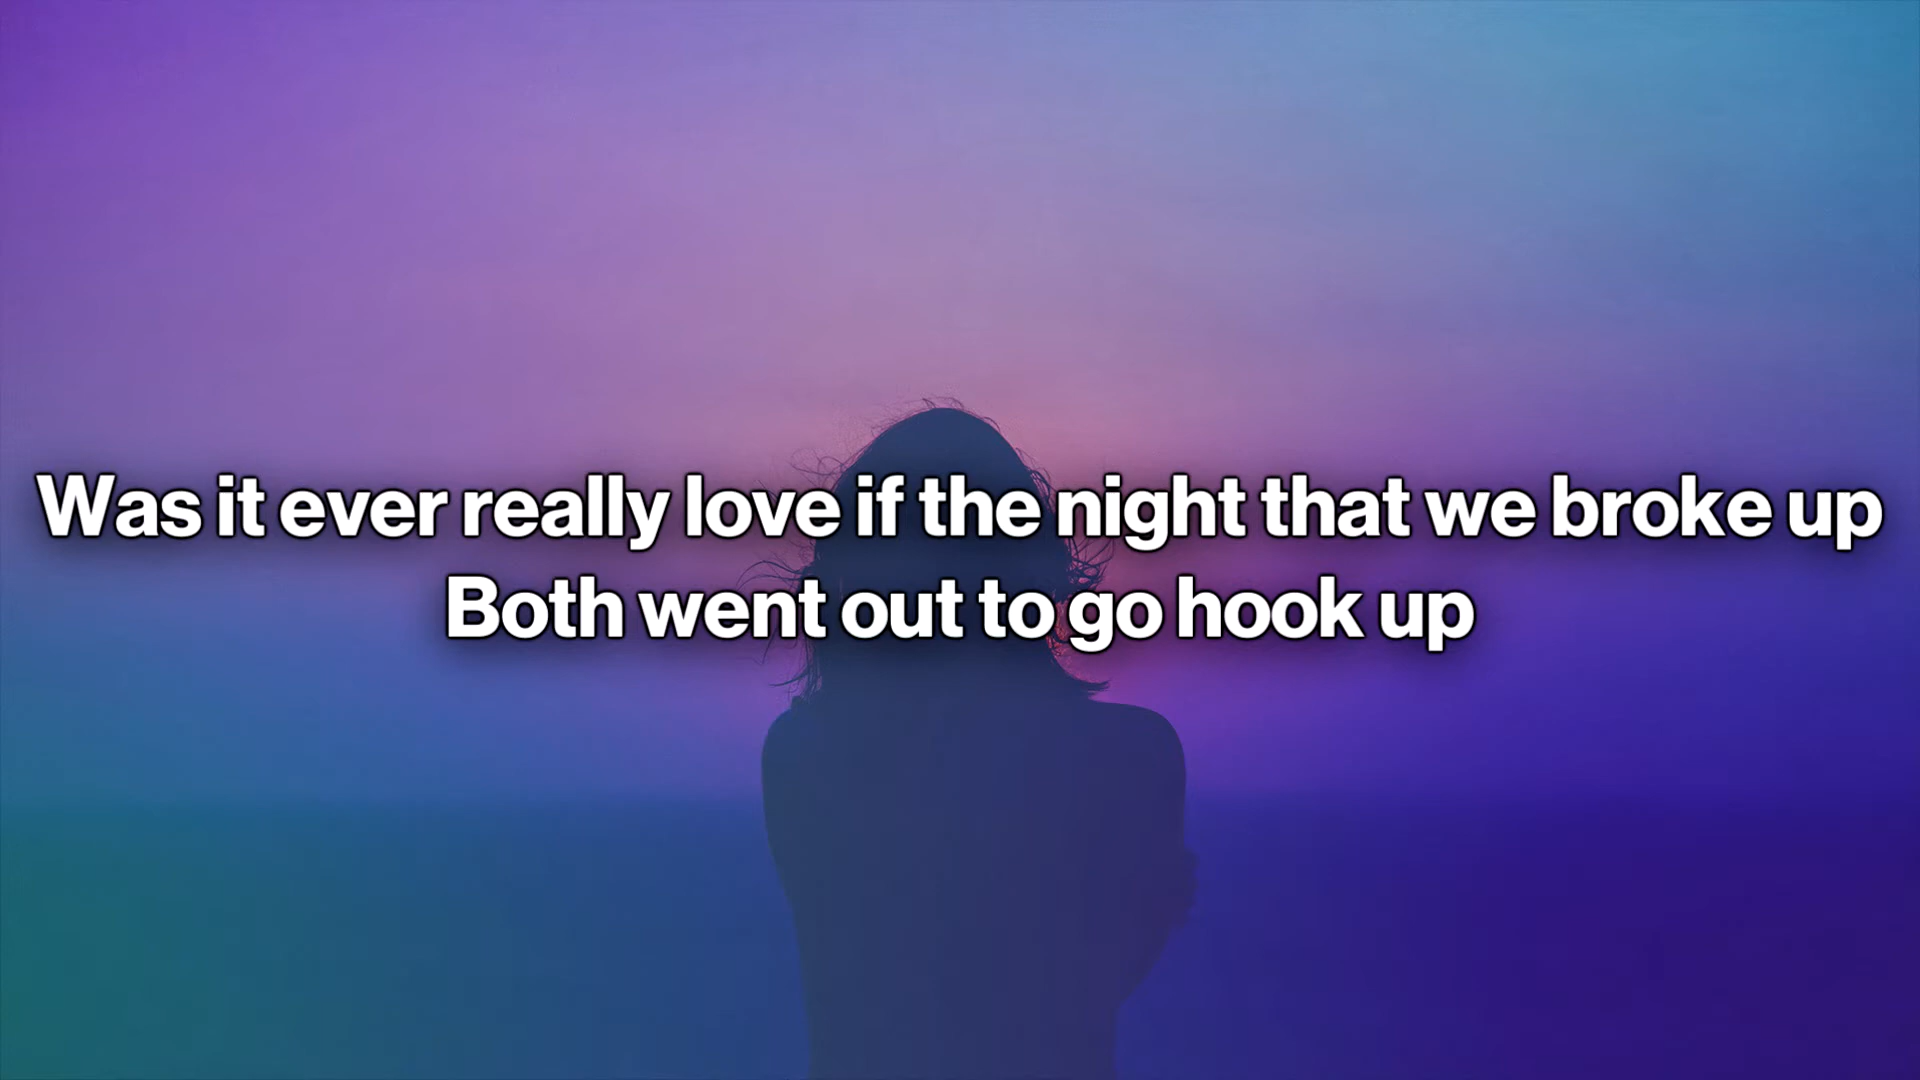 Was it ever really love if the night that we broke up
Both went out to go hook up